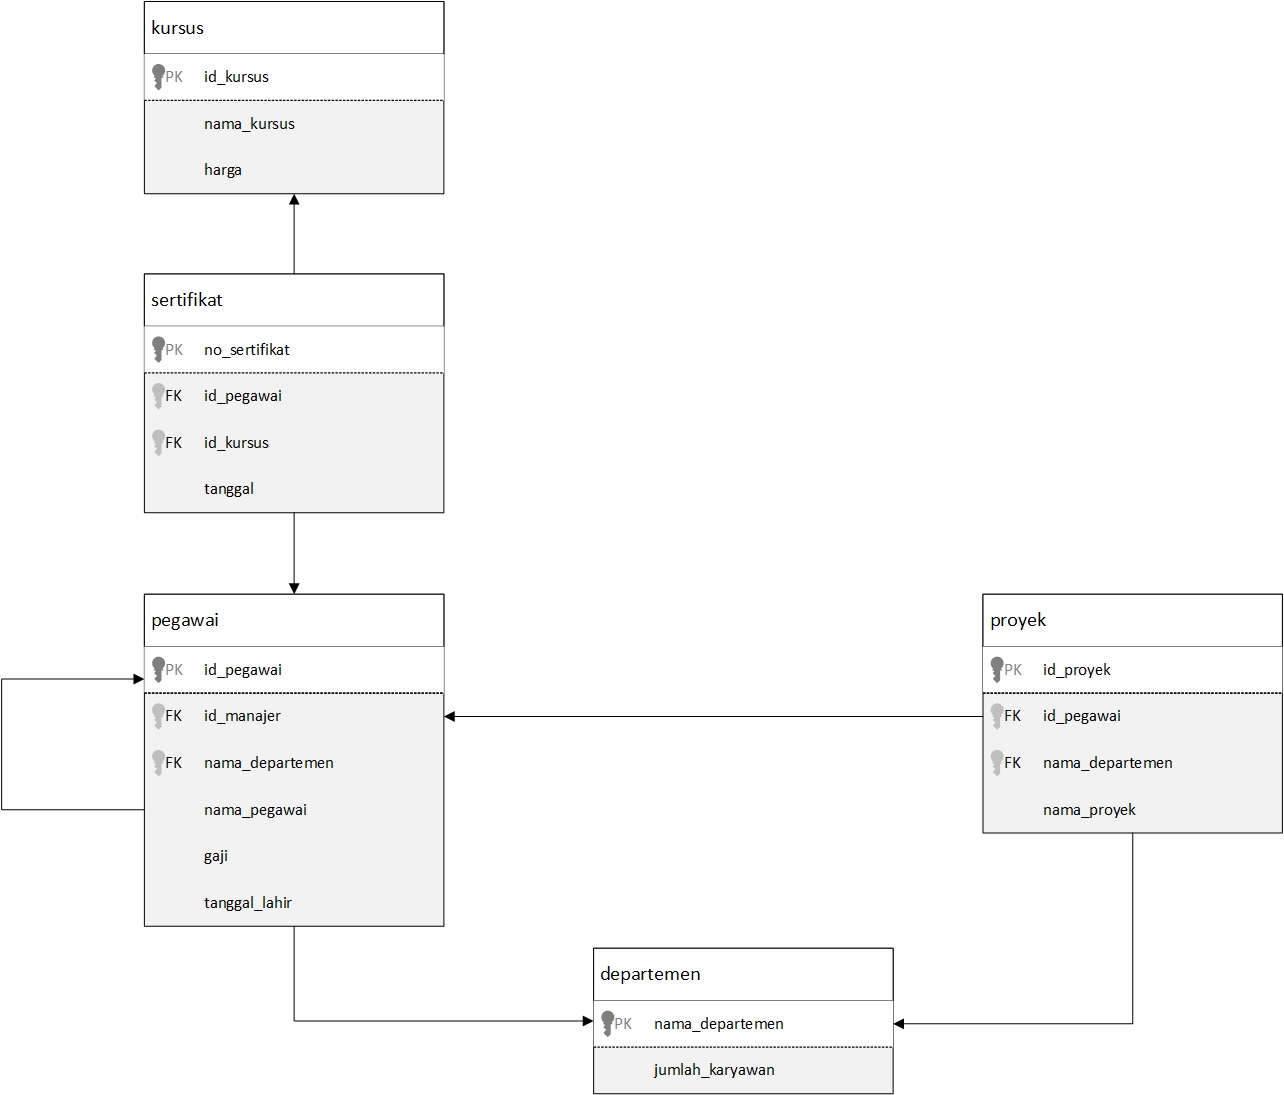 kursus
PK id_kursus
nama_kursus
harga
sertifikat
PK no_sertifikat
FK id_pegawai
FK id_kursus
tanggal
pegawai
PK id_pegawai
FK id_manajer
FK nama_departemen
nama_pegawai
gaji
tanggal_lahir
proyek
PK id_proyek
FK id_pegawai
FK nama_departemen
nama_proyek
departemen
PK nama_departemen
jumlah_karyawan